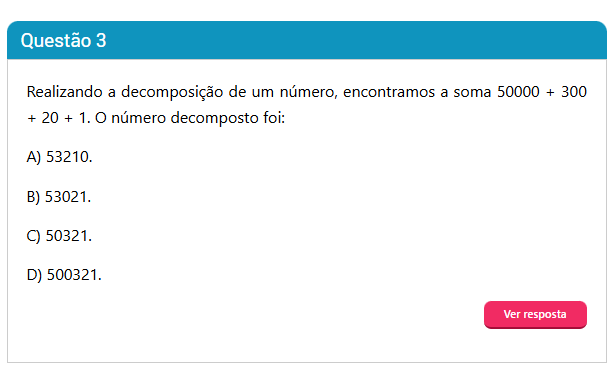 Questão 3
Realizando a decomposição de um número, encontramos a soma 50000 + 300
+ 20 + 1. O número decomposto foi:
A) 53210.
B) 53021.
C) 50321.
D) 500321.
Ver resposta